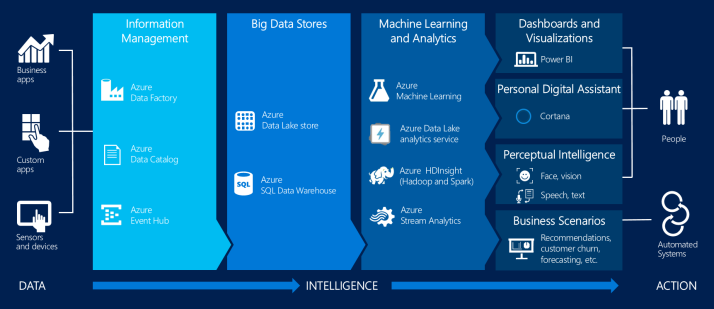 Business
apps
Custom
apps
Sensors
and devices
DATA
Information
Management
Azure
Data Factory
Azure
Data Catalog
Azure
Event Hub
Big Data Stores
Azure
Data Lake store
SQL
Azure
SQL Data Warehouse
Machine Learning
and Analytics
Azure
Machine Learning
Azure Data Lake
analytics service
Azure HDInsight
(Hadoop and Spark)
Azure
Stream Analytics
INTELLIGENCE
Dashboards and
Visualizations
Power BI
Personal Digital Assistant
Cortana
Perceptual Intelligence
Face, vision
Speech, text
Business Scenarios
Recommendations,
customer churn,
forecasting, etc.
People
Automated
Systems
ACTION